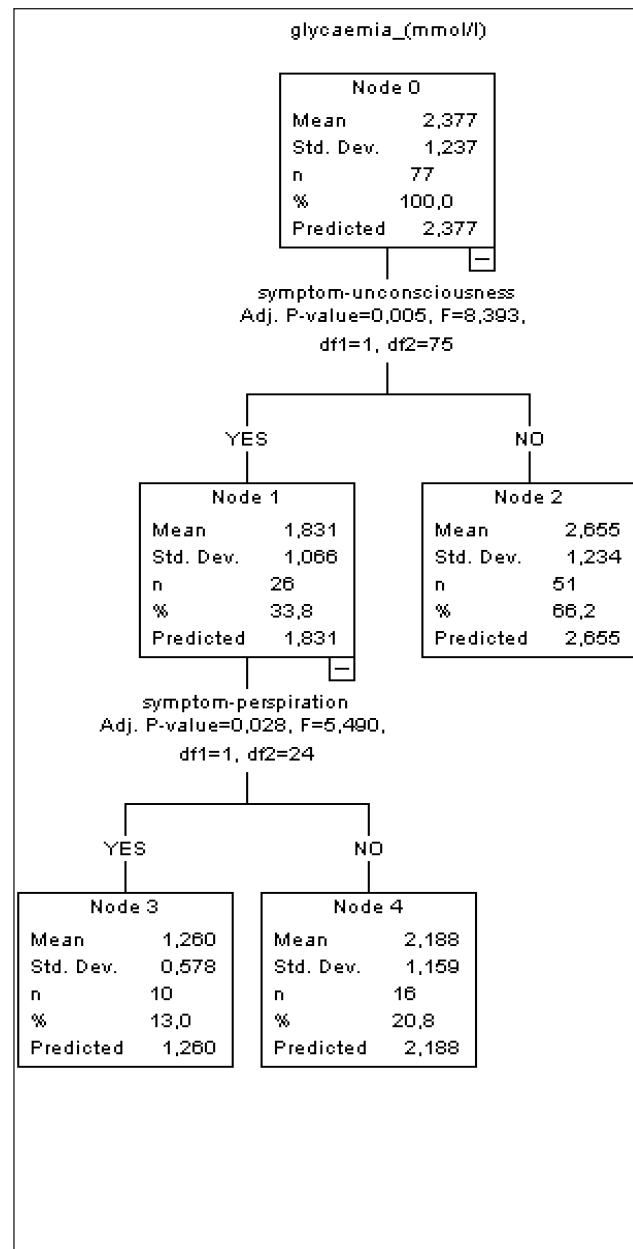 glycaemia_(mmol/l)
Node 0
Mean 2,377
Std. Dev. 1,237
n 77
% 100,0
Predicted 2,377
symptom-unconsciousness
Adj. P-value=0,005, F=8,393,
df1=1, df2=75
YES NO
Node 1
Mean 1,831
Std. Dev. 1,066
n 26
% 33,8
Predicted 1,831
Node 2
Mean 2,655
Std. Dev. 1,234
n 51
% 66,2
Predicted 2,655
symptom-perspiration
Adj. P-value=0,028, F=5,490,
df1=1, df2=24
YES NO
Node 3
Mean 1,260
Std. Dev. 0,578
n 10
% 13,0
Predicted 1,260
Node 4
Mean 2,188
Std. Dev. 1,159
n 16
% 20,8
Predicted 2,188